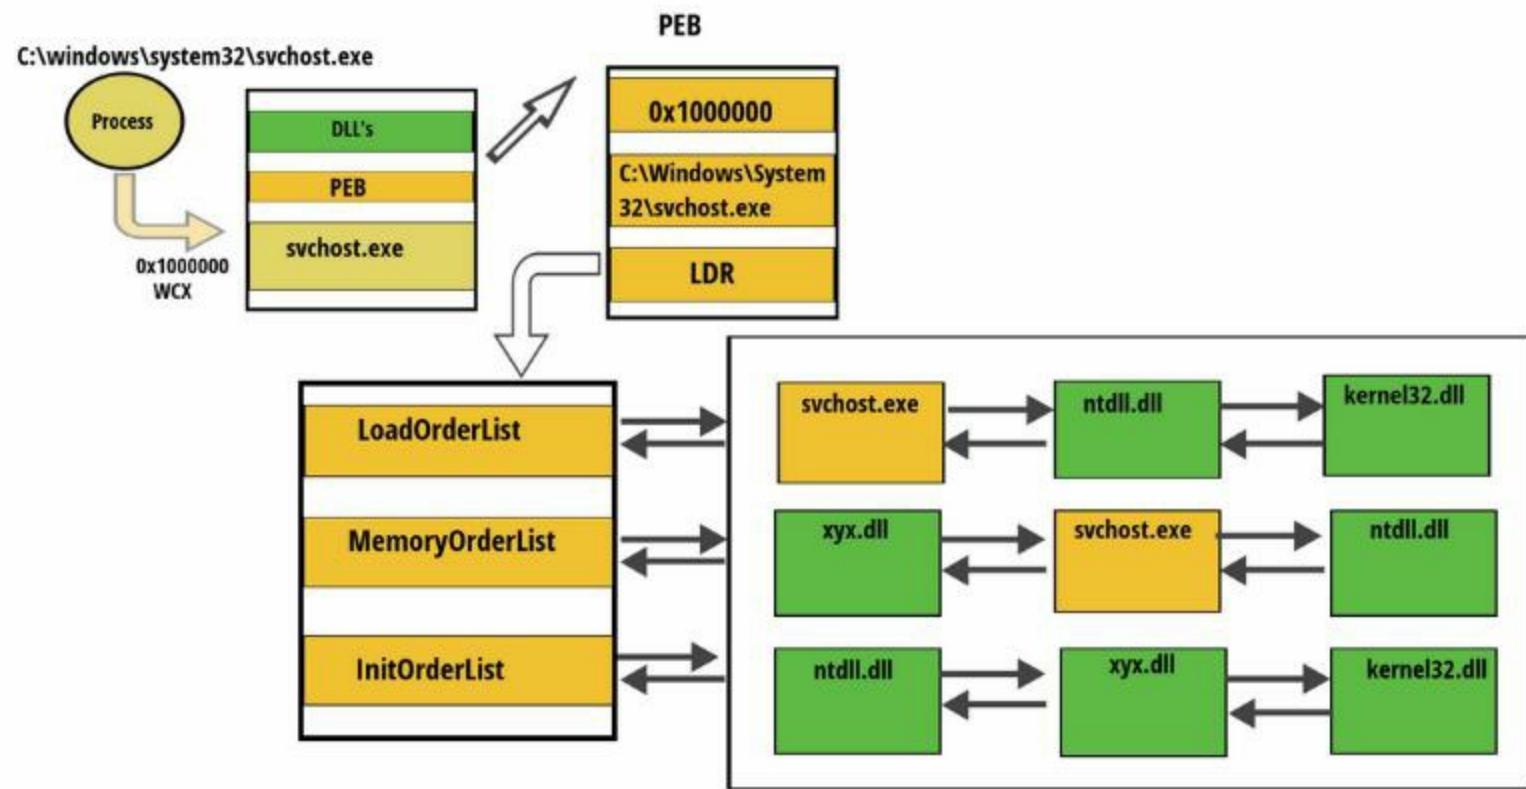 PEB
C:\windows\system32\svchost.exe
Process
0x1000000
WCX
DLL's
PEB
svchost.exe
0x1000000
C:\Windows\System
32\svchost.exe
LDR
LoadOrderList
MemoryOrderList
InitOrderList
svchost.exe
ntdll.dll
kernel32.dll
xyx.dll
svchost.exe
ntdll.dll
ntdll.dll
xyx.dll
kernel32.dll